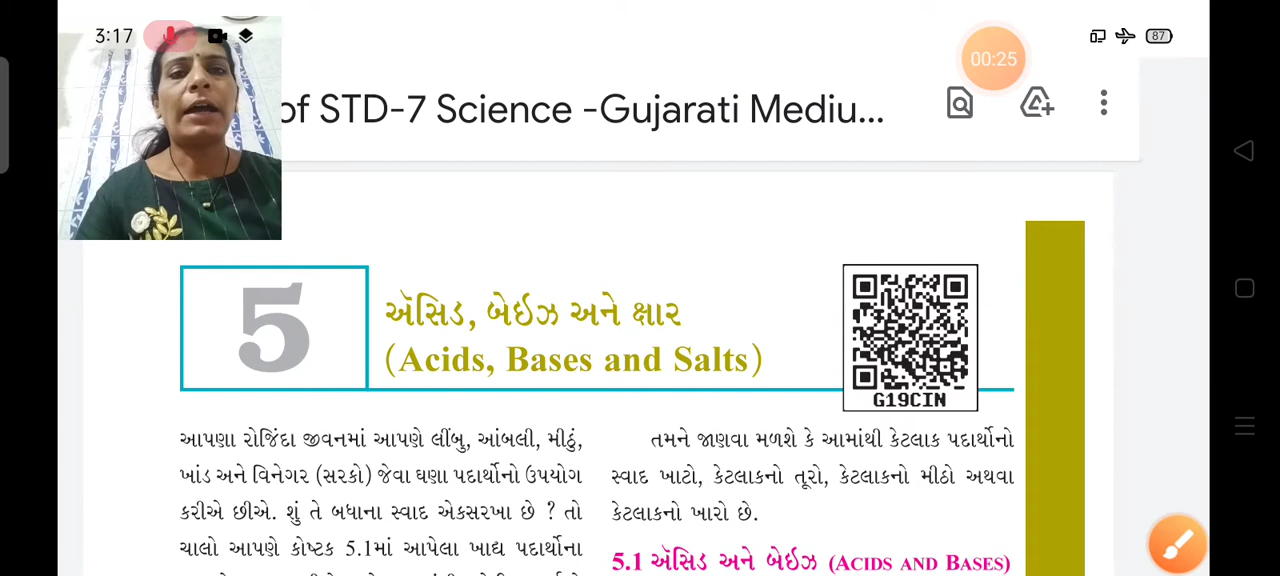 3:17
87
00:25
of STD-7 Science -Gujarati Mediu...
5
ઍસિડ, બેઇઝ અને ક્ષાર
(Acids, Bases and Salts)
G19CIN
આપણા રોજિંદા જીવનમાં આપણે લીંબુ, આંબલી, મીઠું,
ખાંડ અને વિનેગર (સરકો) જેવા ઘણા પદાર્થોનો ઉપયોગ
કરીએ છીએ. શું તે બધાના સ્વાદ એકસરખા છે ? તો
ચાલો આપણે કોષ્ટક 5.1માં આપેલા ખાદ્ય પદાર્થોના
તમને જાણવા મળશે કે આમાંથી કેટલાક પદાર્થોનો
સ્વાદ ખાટો, કેટલાકનો તૂરો, કેટલાકનો મીઠો અથવા
કેટલાકનો ખારો છે.
5.1 ઍસિડ અને બેઇઝ (ACIDS AND BASES)